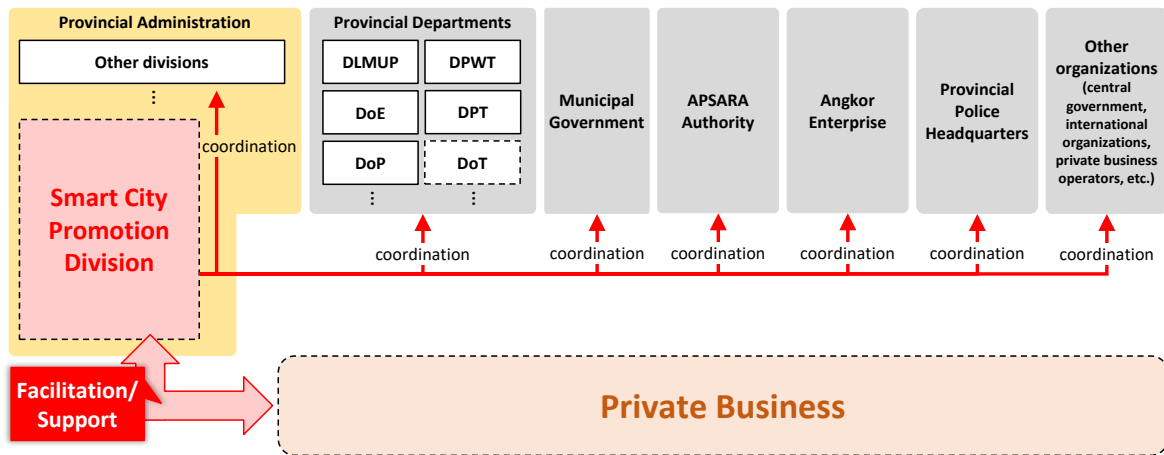 Provincial Administration
Other divisions
...
coordination
Smart City
Promotion
Division
Provincial Departments
DLMUP
DPWT
DoE
DPT
DoP
DoT
...
...
coordination
Municipal
Government
coordination
APSARA
Authority
coordination
Angkor
Enterprise
coordination
Provincial
Police
Headquarters
coordination
Other
organizations
(central
government,
international
organizations,
private business
operators, etc.)
coordination
Facilitation/
Support
Private Business